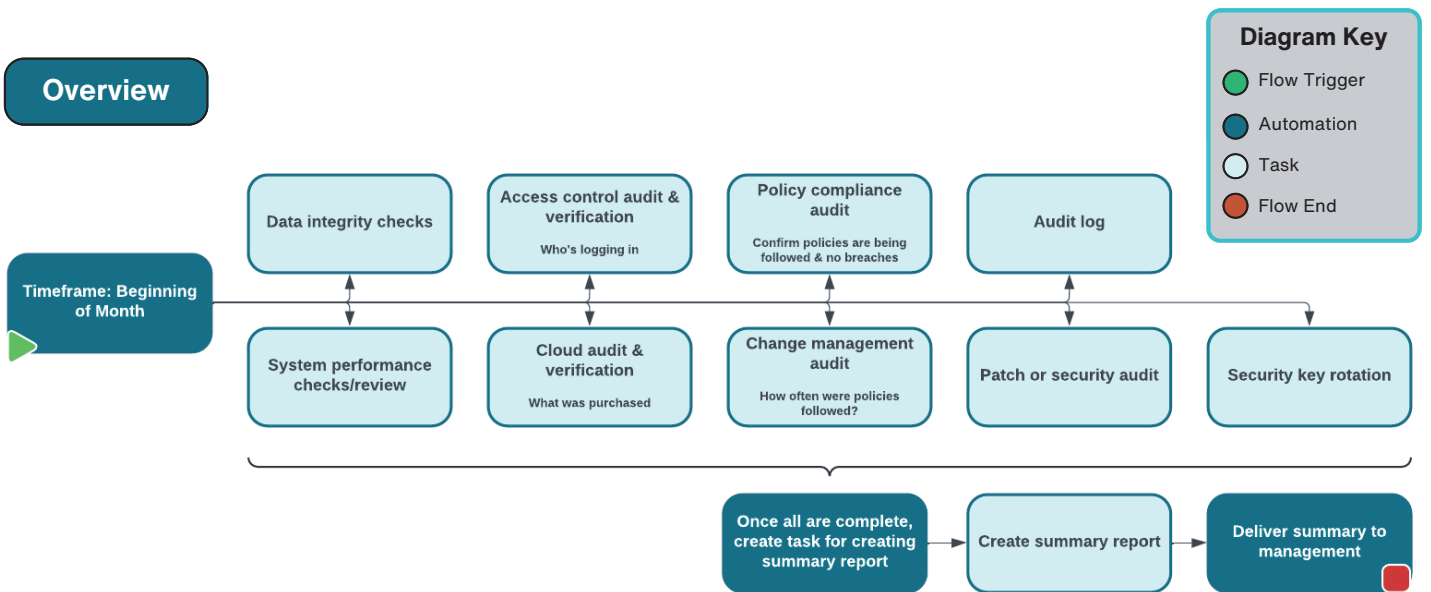 Diagram Key
Flow Trigger
Automation
Task
Flow End
Overview
Data integrity checks
Access control audit &
verification
Who's logging in
Policy compliance
audit
Confirm policies are being
followed & no breaches
Audit log
Timeframe: Beginning
of Month
System performance
checks/review
Cloud audit &
verification
What was purchased
Change management
audit
How often were policies
followed?
Patch or security audit
Security key rotation
Once all are complete,
create task for creating
summary report
Create summary report
Deliver summary to
management